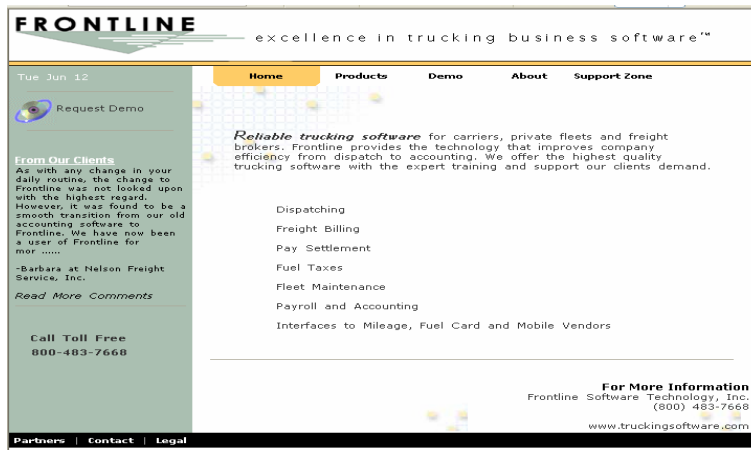 FRONTLINE
excellence in trucking business software™
Tue Jun 12
Home Products Demo About Support Zone
Request Demo
From Our Clients
As with any change in your
daily routine, the change to
Frontline was not looked upon
with the highest regard.
However, it was found to be a
smooth transition from our old
accounting software to
Frontline. We have now been
a user of Frontline for
mor ......
-Barbara at Nelson Freight
Service, Inc.
Read More Comments
Call Toll Free
800-483-7668
Reliable trucking software for carriers, private fleets and freight
brokers. Frontline provides the technology that improves company
efficiency from dispatch to accounting. We offer the highest quality
trucking software with the expert training and support our clients demand.
Dispatching
Freight Billing
Pay Settlement
Fuel Taxes
Fleet Maintenance
Payroll and Accounting
Interfaces to Mileage, Fuel Card and Mobile Vendors
For More Information
Frontline Software Technology, Inc.
(800) 483-7668
www.truckingsoftware.com
Partners | Contact | Legal